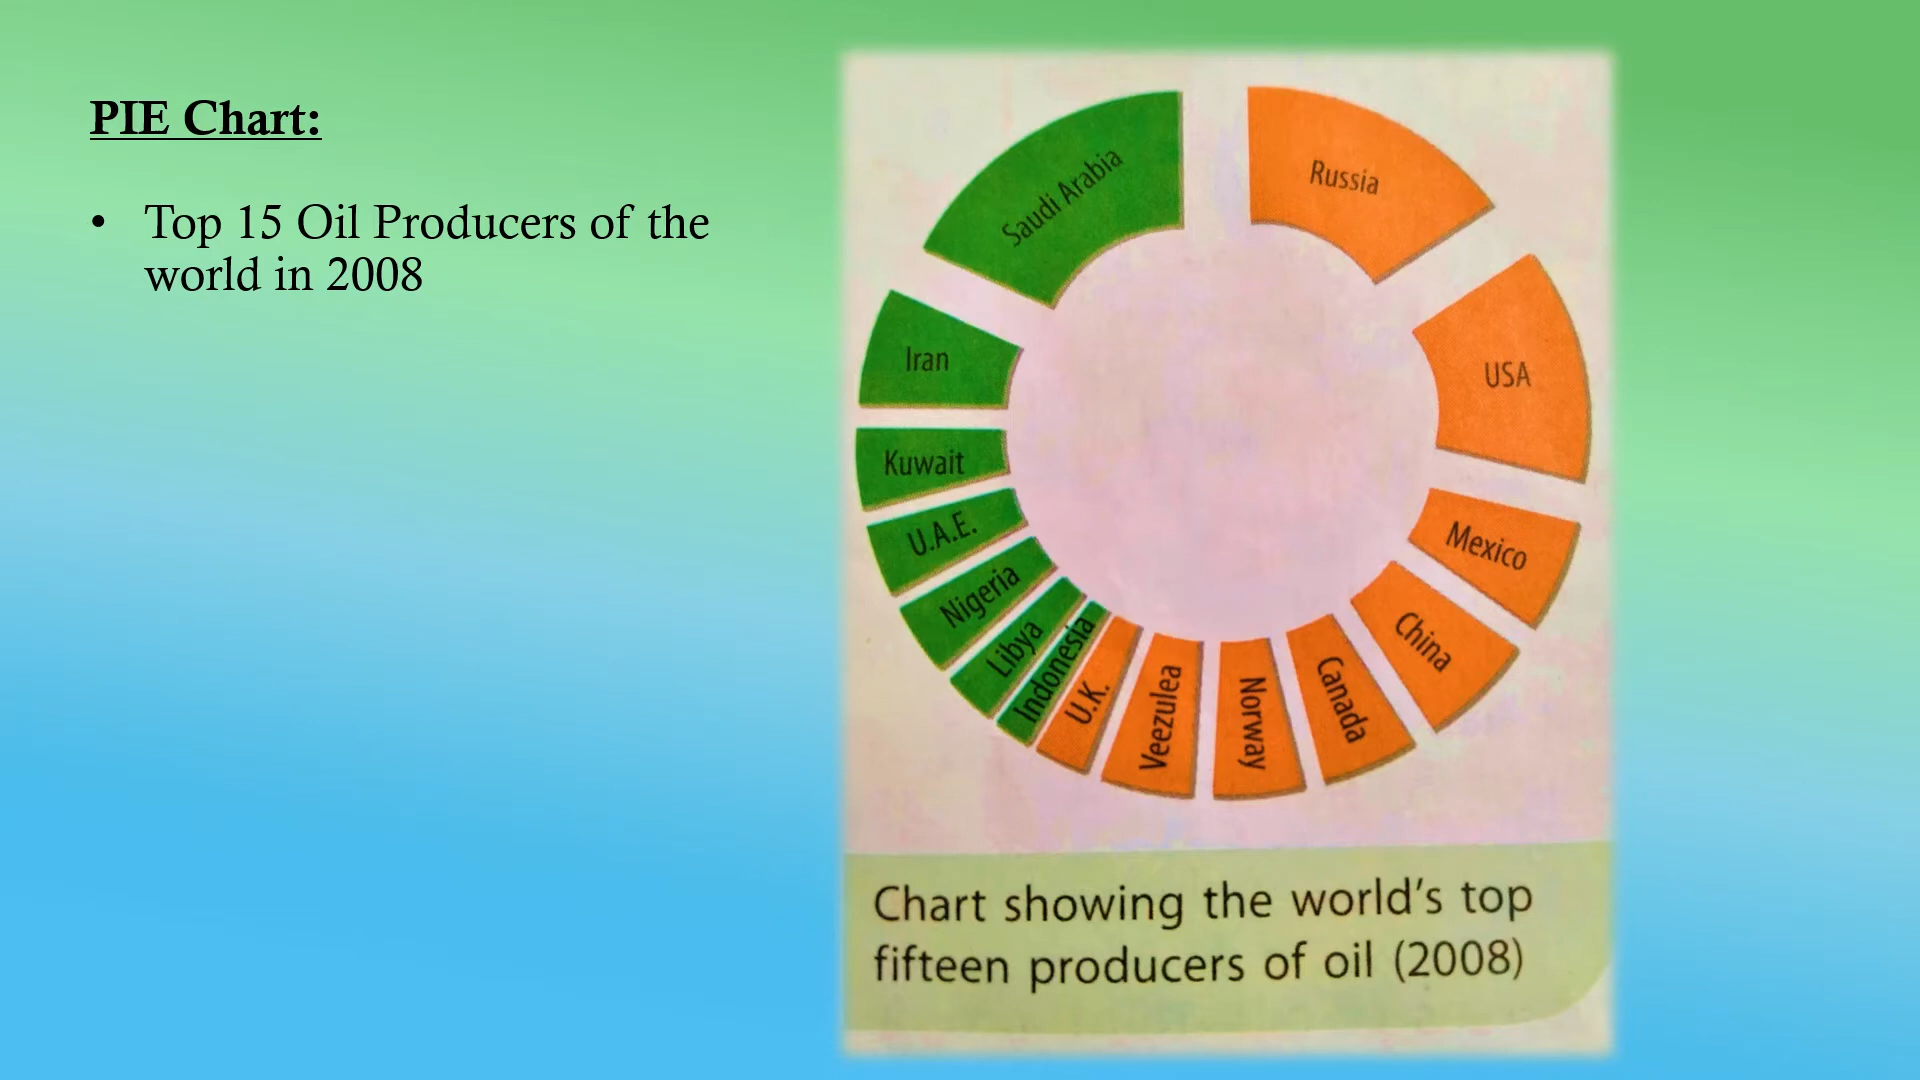 PIE Chart:
• Top 15 Oil Producers of the
world in 2008
Saudi Arabia
Russia
Iran
USA
Kuwait
U.A.E.
Mexico
Nigeria
China
Libya
Indonesia
U.K.
Veezulea
Norway
Canada
Chart showing the world's top
fifteen producers of oil (2008)